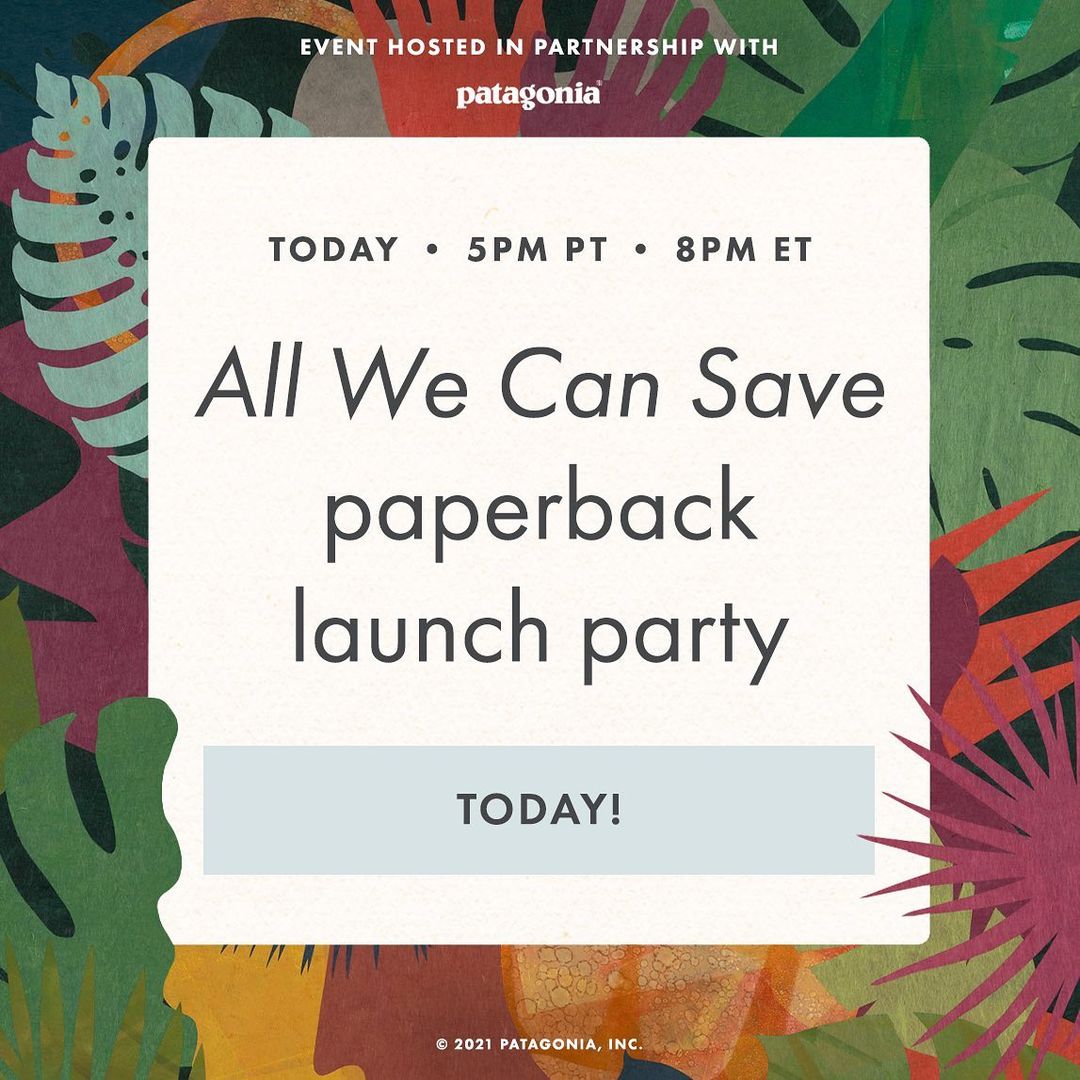 EVENT HOSTED IN PARTNERSHIP WITH
patagonia®
TODAY • 5PM PT • 8PM ET
All We Can Save
paperback
launch party
TODAY!
© 2021 PATAGONIA, INC.